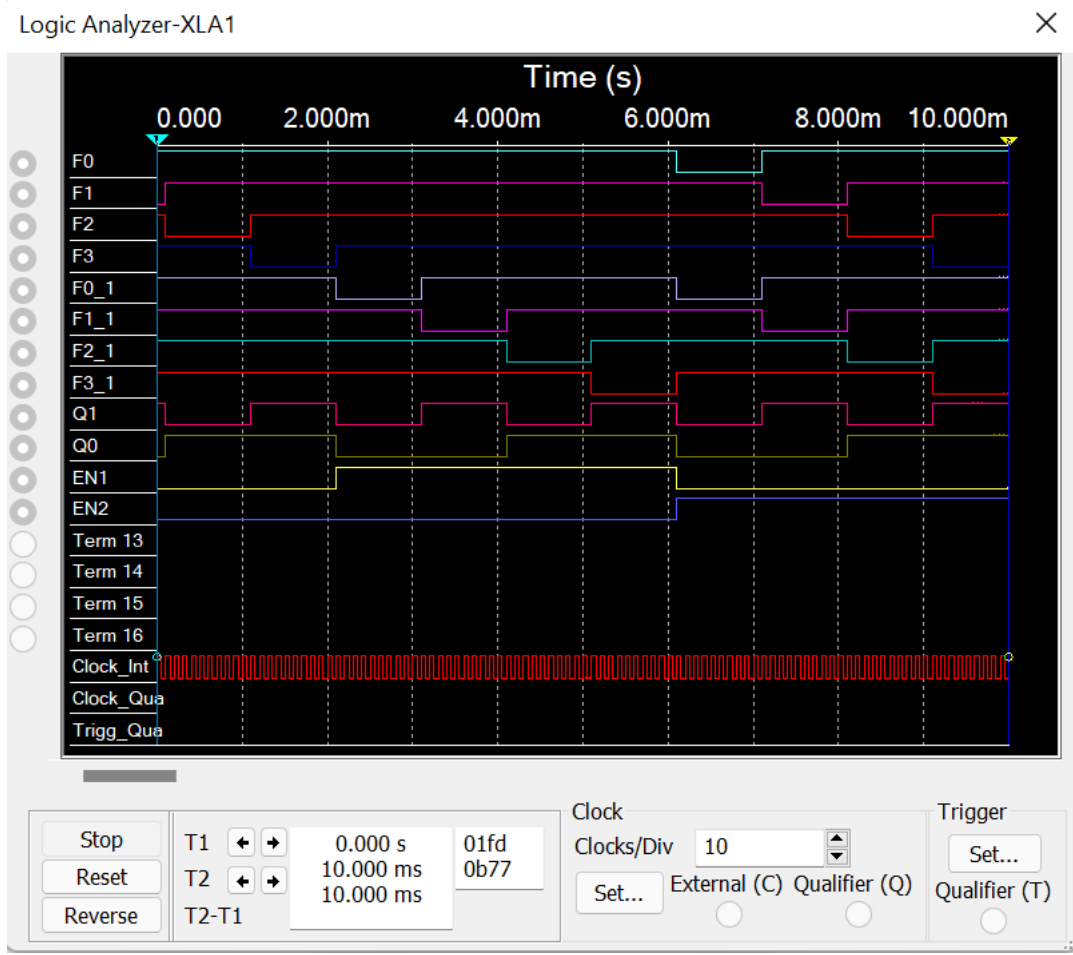 Logic Analyzer-XLA1
Time (s)
0.000 2.000m 4.000m 6.000m 8.000m 10.000m
1 2
F0
F1
F2
F3
F0_1
F1_1
F2_1
F3_1
Q1
Q0
EN1
EN2
Term 13
Term 14
Term 15
Term 16
Clock_Int
Clock_Qua
Trigg_Qua
Stop
Reset
Reverse
T1 0.000 s 01fd
T2 10.000 ms 0b77
T2-T1 10.000 ms
Clock
Clocks/Div 10
Set... External (C) Qualifier (Q)
Trigger
Set...
Qualifier (T)